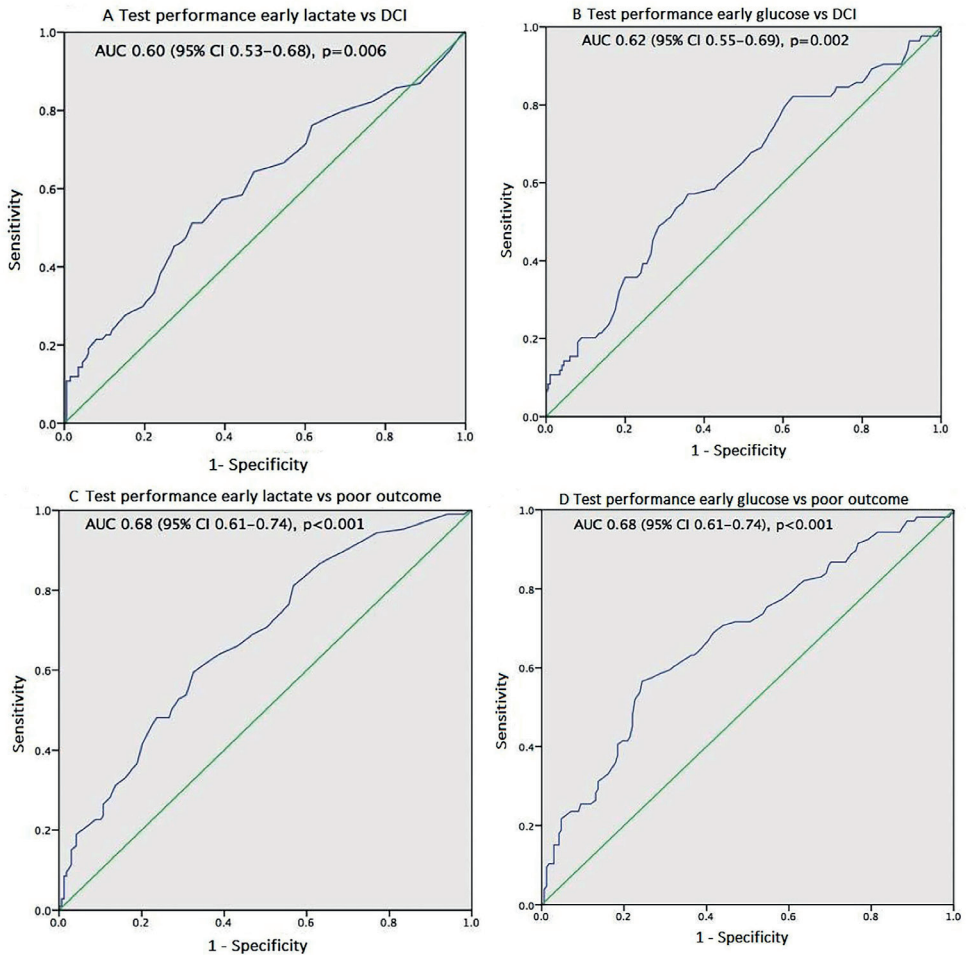 A Test performance early lactate vs DCI
AUC 0.60 (95% CI 0.53–0.68), p=0.006
1.0
0.8
0.6
0.4
0.2
0.0
Sensitivity
0.0 0.2 0.4 0.6 0.8 1.0
1- Specificity
B Test performance early glucose vs DCI
AUC 0.62 (95% CI 0.55–0.69), p=0.002
1.0
0.8
0.6
0.4
0.2
0.0
Sensitivity
0.0 0.2 0.4 0.6 0.8 1.0
1 - Specificity
C Test performance early lactate vs poor outcome
AUC 0.68 (95% CI 0.61–0.74), p<0.001
1.0
0.8
0.6
0.4
0.2
0.0
Sensitivity
0.0 0.2 0.4 0.6 0.8 1.0
1 - Specificity
D Test performance early glucose vs poor outcome
AUC 0.68 (95% CI 0.61–0.74), p<0.001
1.0
0.8
0.6
0.4
0.2
0.0
Sensitivity
0.0 0.2 0.4 0.6 0.8 1.0
1 - Specificity